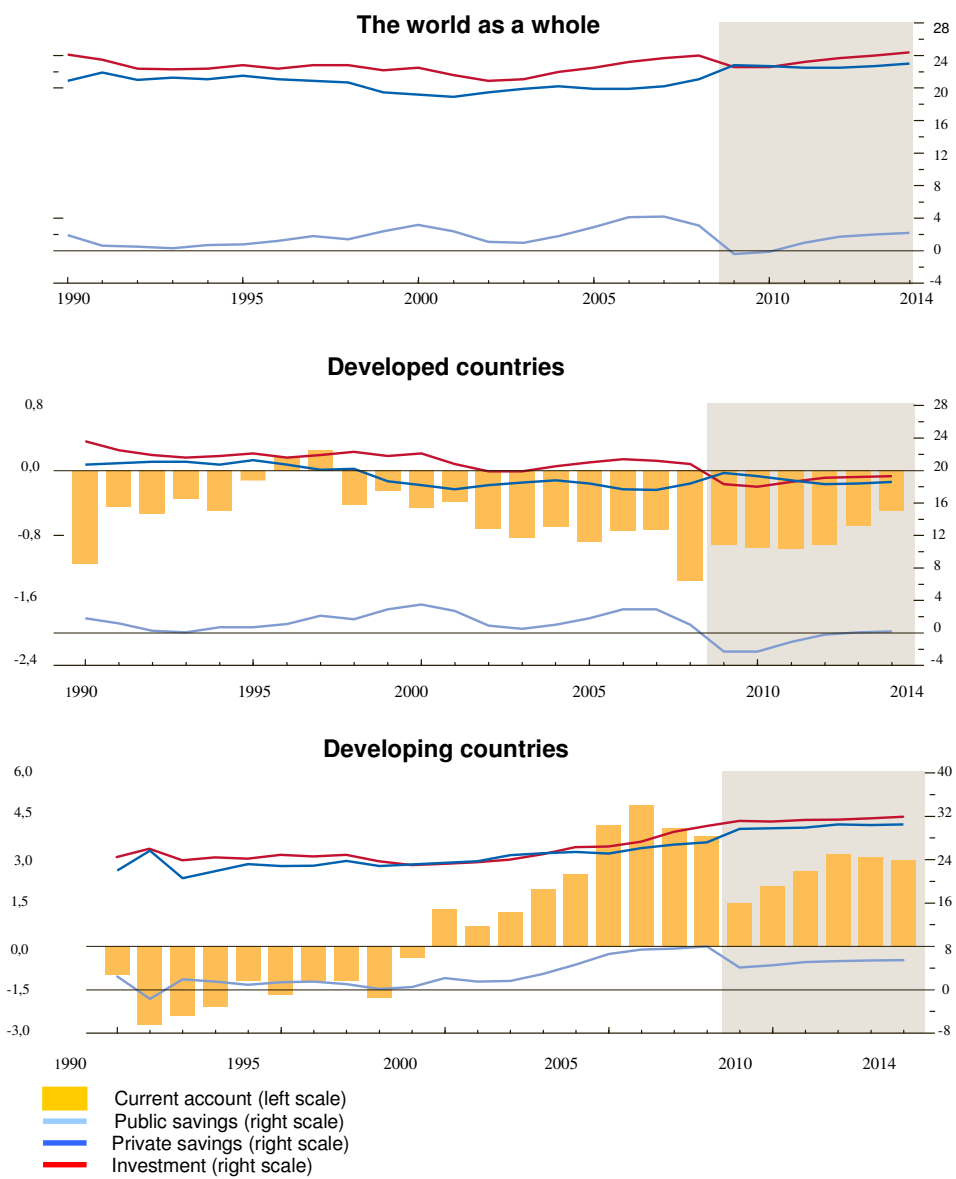 The world as a whole
28
24
20
16
12
8
4
0
-4
1990 1995 2000 2005 2010 2014
Developed countries
0,8 28
24
0,0 20
16
-0,8 12
8
-1,6 4
0
-2,4 -4
1990 1995 2000 2005 2010 2014
Developing countries
6,0 40
4,5 32
3,0 24
1,5 16
0,0 8
-1,5 0
-3,0 -8
1990 1995 2000 2005 2010 2014
Current account (left scale)
Public savings (right scale)
Private savings (right scale)
Investment (right scale)